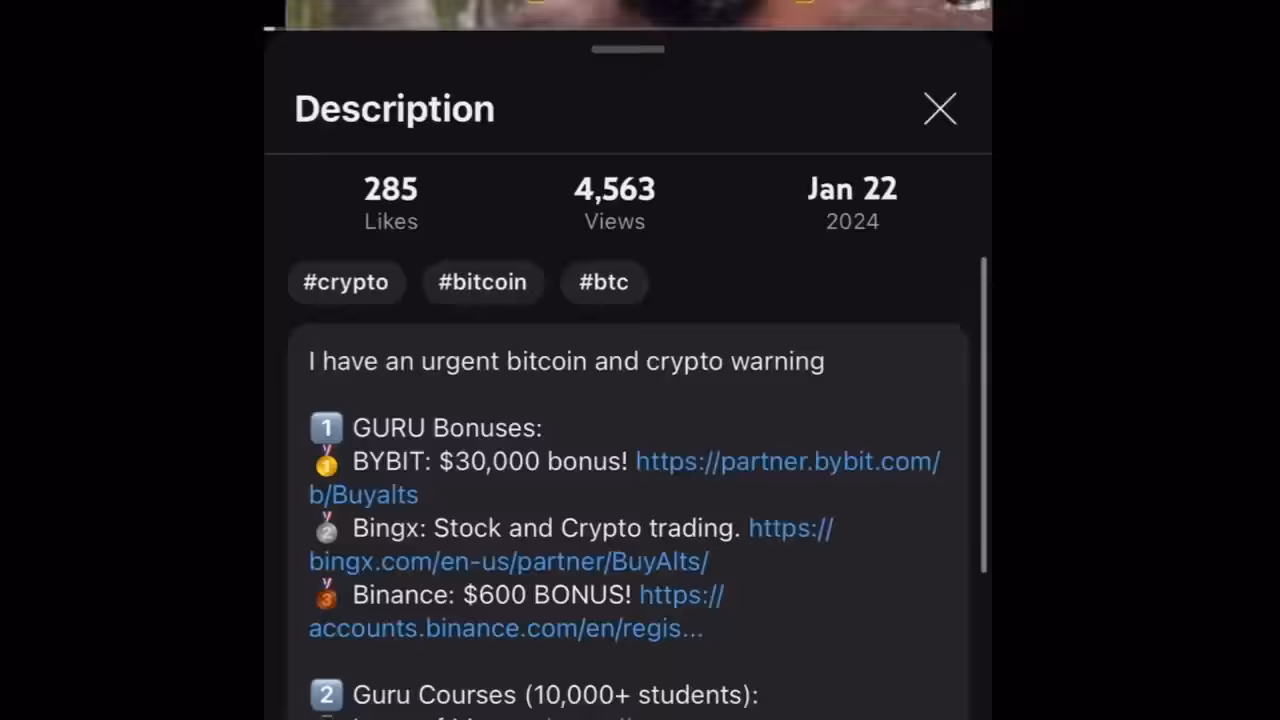 Description
285
4,563
Jan 22
Likes
Views
2024
#crypto
#bitcoin
#btc
I have an urgent bitcoin and crypto warning
1 GURU Bonuses:
1 BYBIT: $30,000 bonus! https://partner.bybit.com/
b/Buyalts
2 Bingx: Stock and Crypto trading. https://
bingx.com/en-us/partner/BuyAlts/
3 Binance: $600 BONUS! https://
accounts.binance.com/en/regis...
2 Guru Courses (10,000+ students):